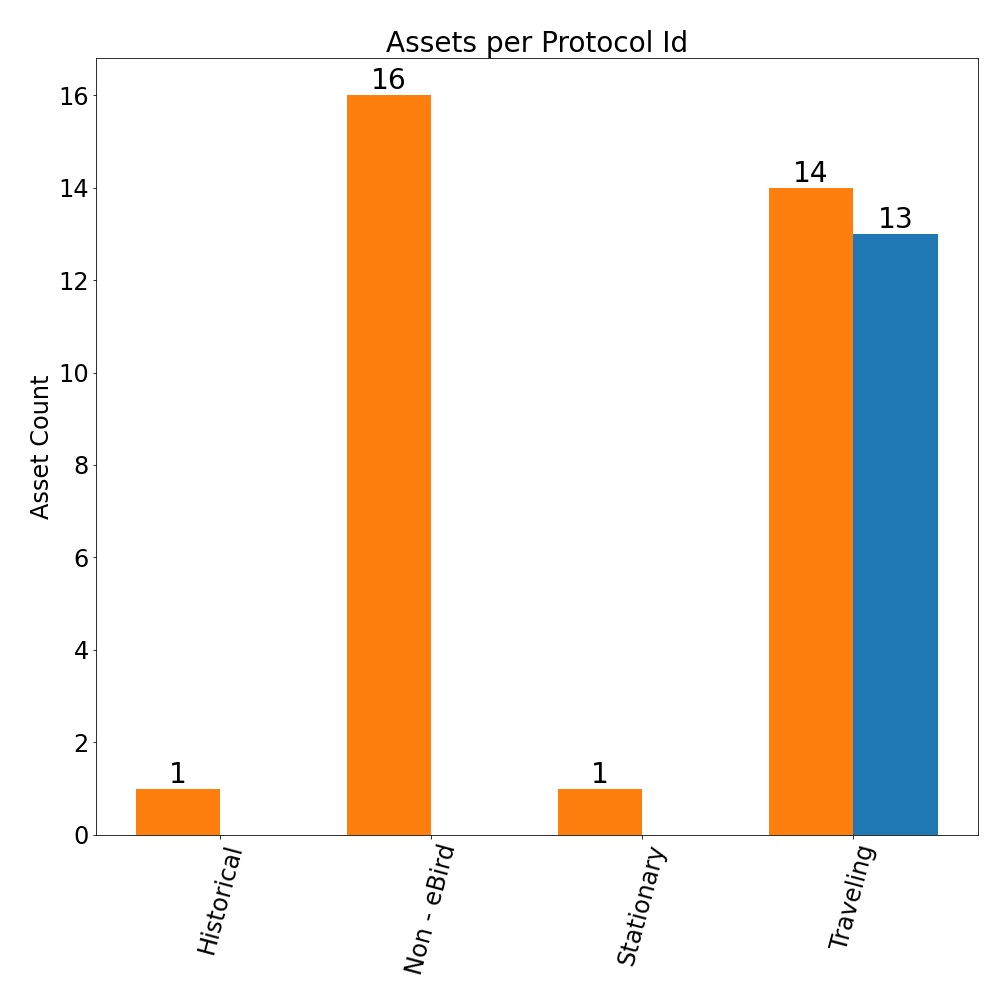 Assets per Protocol Id
16
14
13
1
1
16
14
12
10
8
6
4
2
0
Asset Count
Historical
Non - eBird
Stationary
Traveling